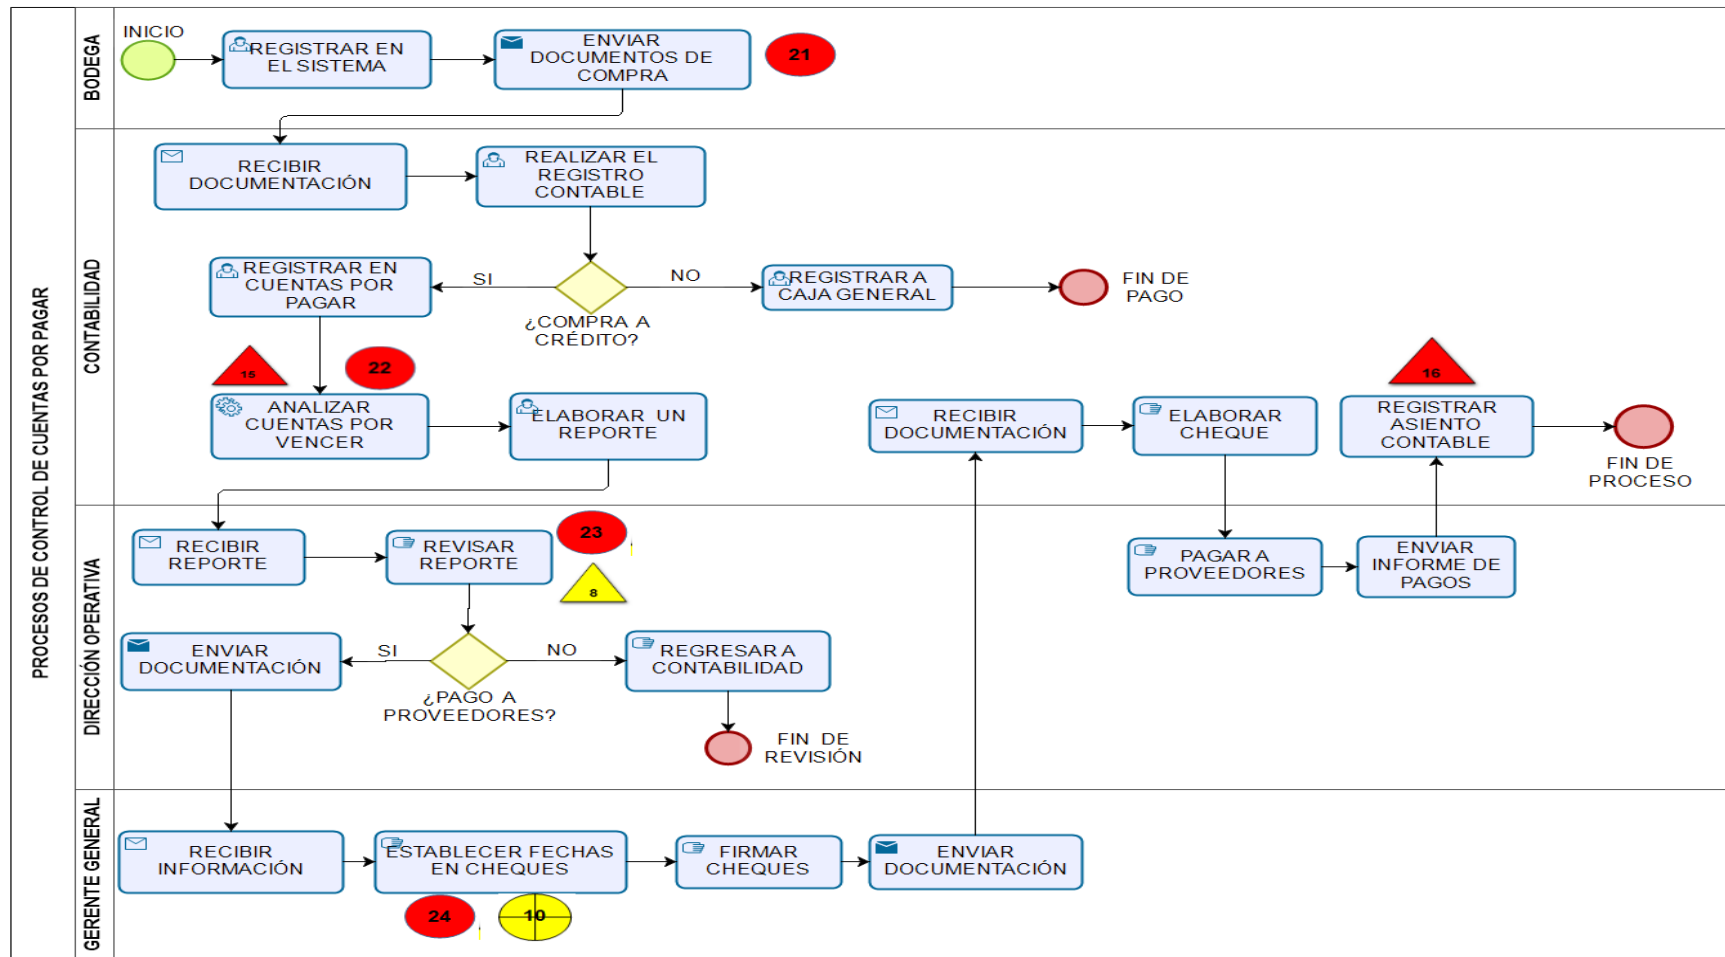 PROCESOS DE CONTROL DE CUENTAS POR PAGAR
BODEGA
INICIO
REGISTRAR EN
EL SISTEMA
ENVIAR
DOCUMENTOS DE
COMPRA
21
CONTABILIDAD
RECIBIR
DOCUMENTACIÓN
REALIZAR EL
REGISTRO
CONTABLE
REGISTRAR EN
CUENTAS POR
PAGAR
SI
¿COMPRA A
CRÉDITO?
NO
REGISTRAR A
CAJA GENERAL
FIN DE
PAGO
15
22
ANALIZAR
CUENTAS POR
VENCER
ELABORAR UN
REPORTE
RECIBIR
DOCUMENTACIÓN
ELABORAR
CHEQUE
16
REGISTRAR
ASIENTO
CONTABLE
FIN DE
PROCESO
DIRECCIÓN OPERATIVA
RECIBIR
REPORTE
REVISAR
REPORTE
23
8
PAGAR A
PROVEEDORES
ENVIAR
INFORME DE
PAGOS
ENVIAR
DOCUMENTACIÓN
SI
¿PAGO A
PROVEEDORES?
NO
REGRESAR A
CONTABILIDAD
FIN DE
REVISIÓN
GERENTE GENERAL
RECIBIR
INFORMACIÓN
ESTABLECER FECHAS
EN CHEQUES
FIRMAR
CHEQUES
ENVIAR
DOCUMENTACIÓN
24
10